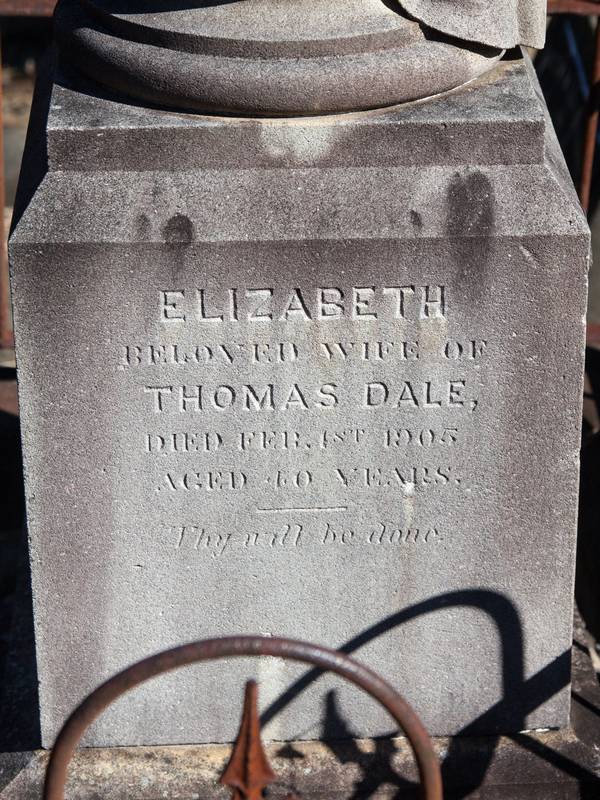 ELIZABETH
BELOVED WIFE OF
THOMAS DALE,
DIED FEB. 1ST 1905
AGED 40 YEARS.
Thy will be done.